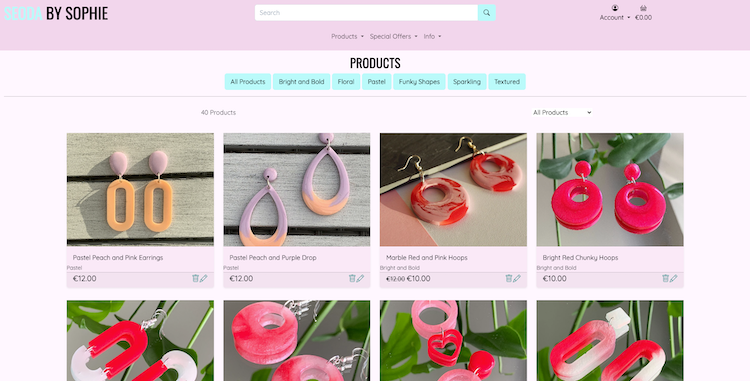 SEODA BY SOPHIE
Search
Account
€0.00
Products
Special Offers
Info
PRODUCTS
All Products
Bright and Bold
Floral
Pastel
Funky Shapes
Sparkling
Textured
40 Products
All Products
Pastel Peach and Pink Earrings
Pastel
€12.00
Pastel Peach and Purple Drop
Pastel
€12.00
Marble Red and Pink Hoops
Bright and Bold
€12.00 €10.00
Bright Red Chunky Hoops
Bright and Bold
€10.00